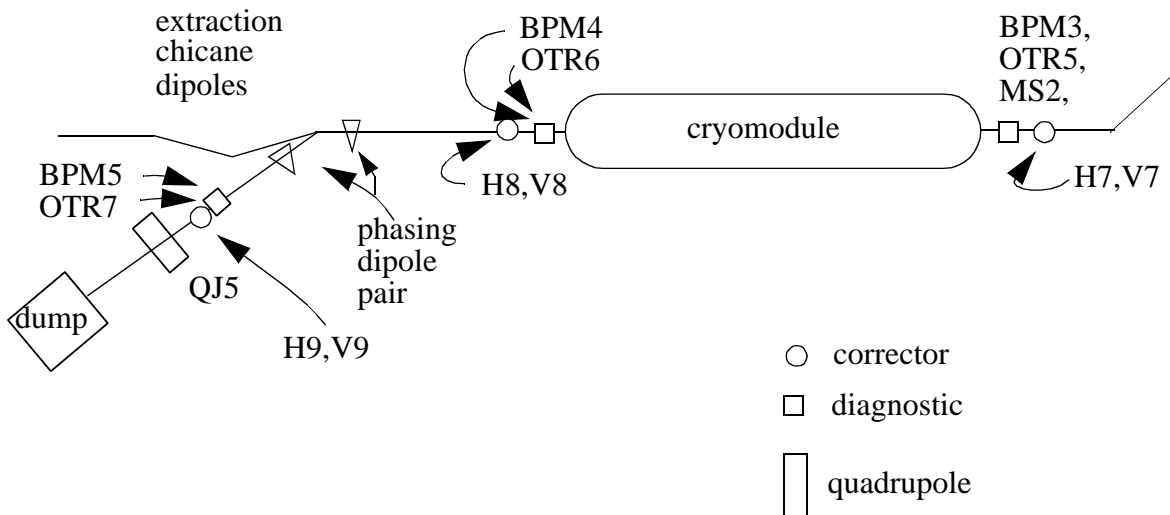 extraction
chicane
dipoles
BPM4
OTR6
BPM3,
OTR5,
MS2,
cryomodule
BPM5
OTR7
H8,V8
H7,V7
phasing
dipole
pair
QJ5
dump
H9,V9
corrector
diagnostic
quadrupole